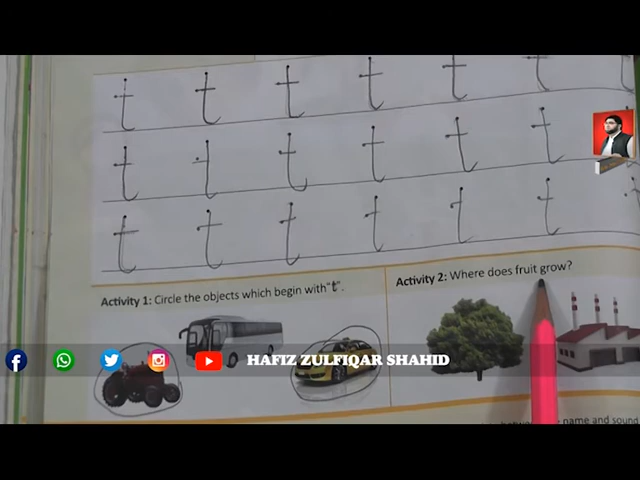 t t t t t t
t t t t t t
t t t t t t
Activity 1: Circle the objects which begin with "t".
Activity 2: Where does fruit grow?
HAFIZ ZULFIQAR SHAHID
name and sound